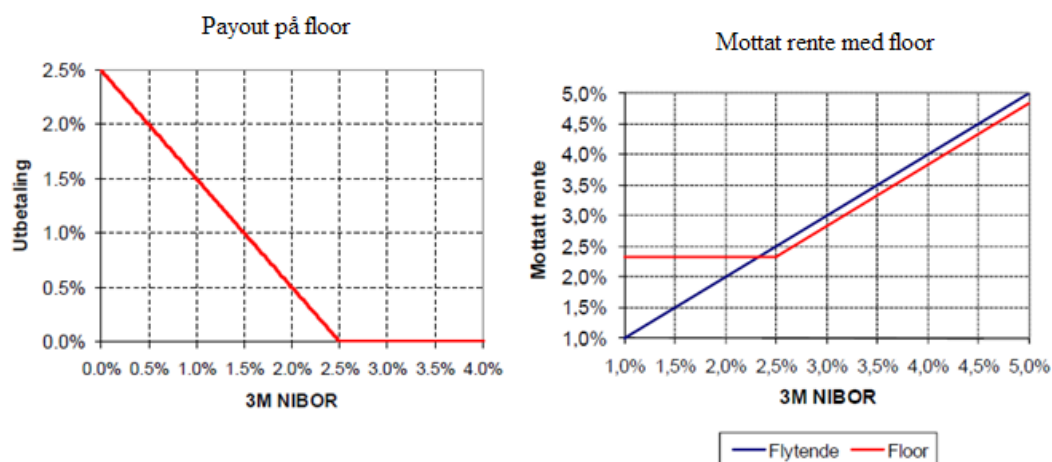 Payout på floor
Utbetaling
2.5%
2.0%
1.5%
1.0%
0.5%
0.0%
0.0% 0.5% 1.0% 1.5% 2.0% 2.5% 3.0% 3.5% 4.0%
3M NIBOR
Mottat rente med floor
Mottatt rente
5,0%
4,5%
4,0%
3,5%
3,0%
2,5%
2,0%
1,5%
1,0%
1,0% 1,5% 2,0% 2,5% 3,0% 3,5% 4,0% 4,5% 5,0%
3M NIBOR
Flytende Floor